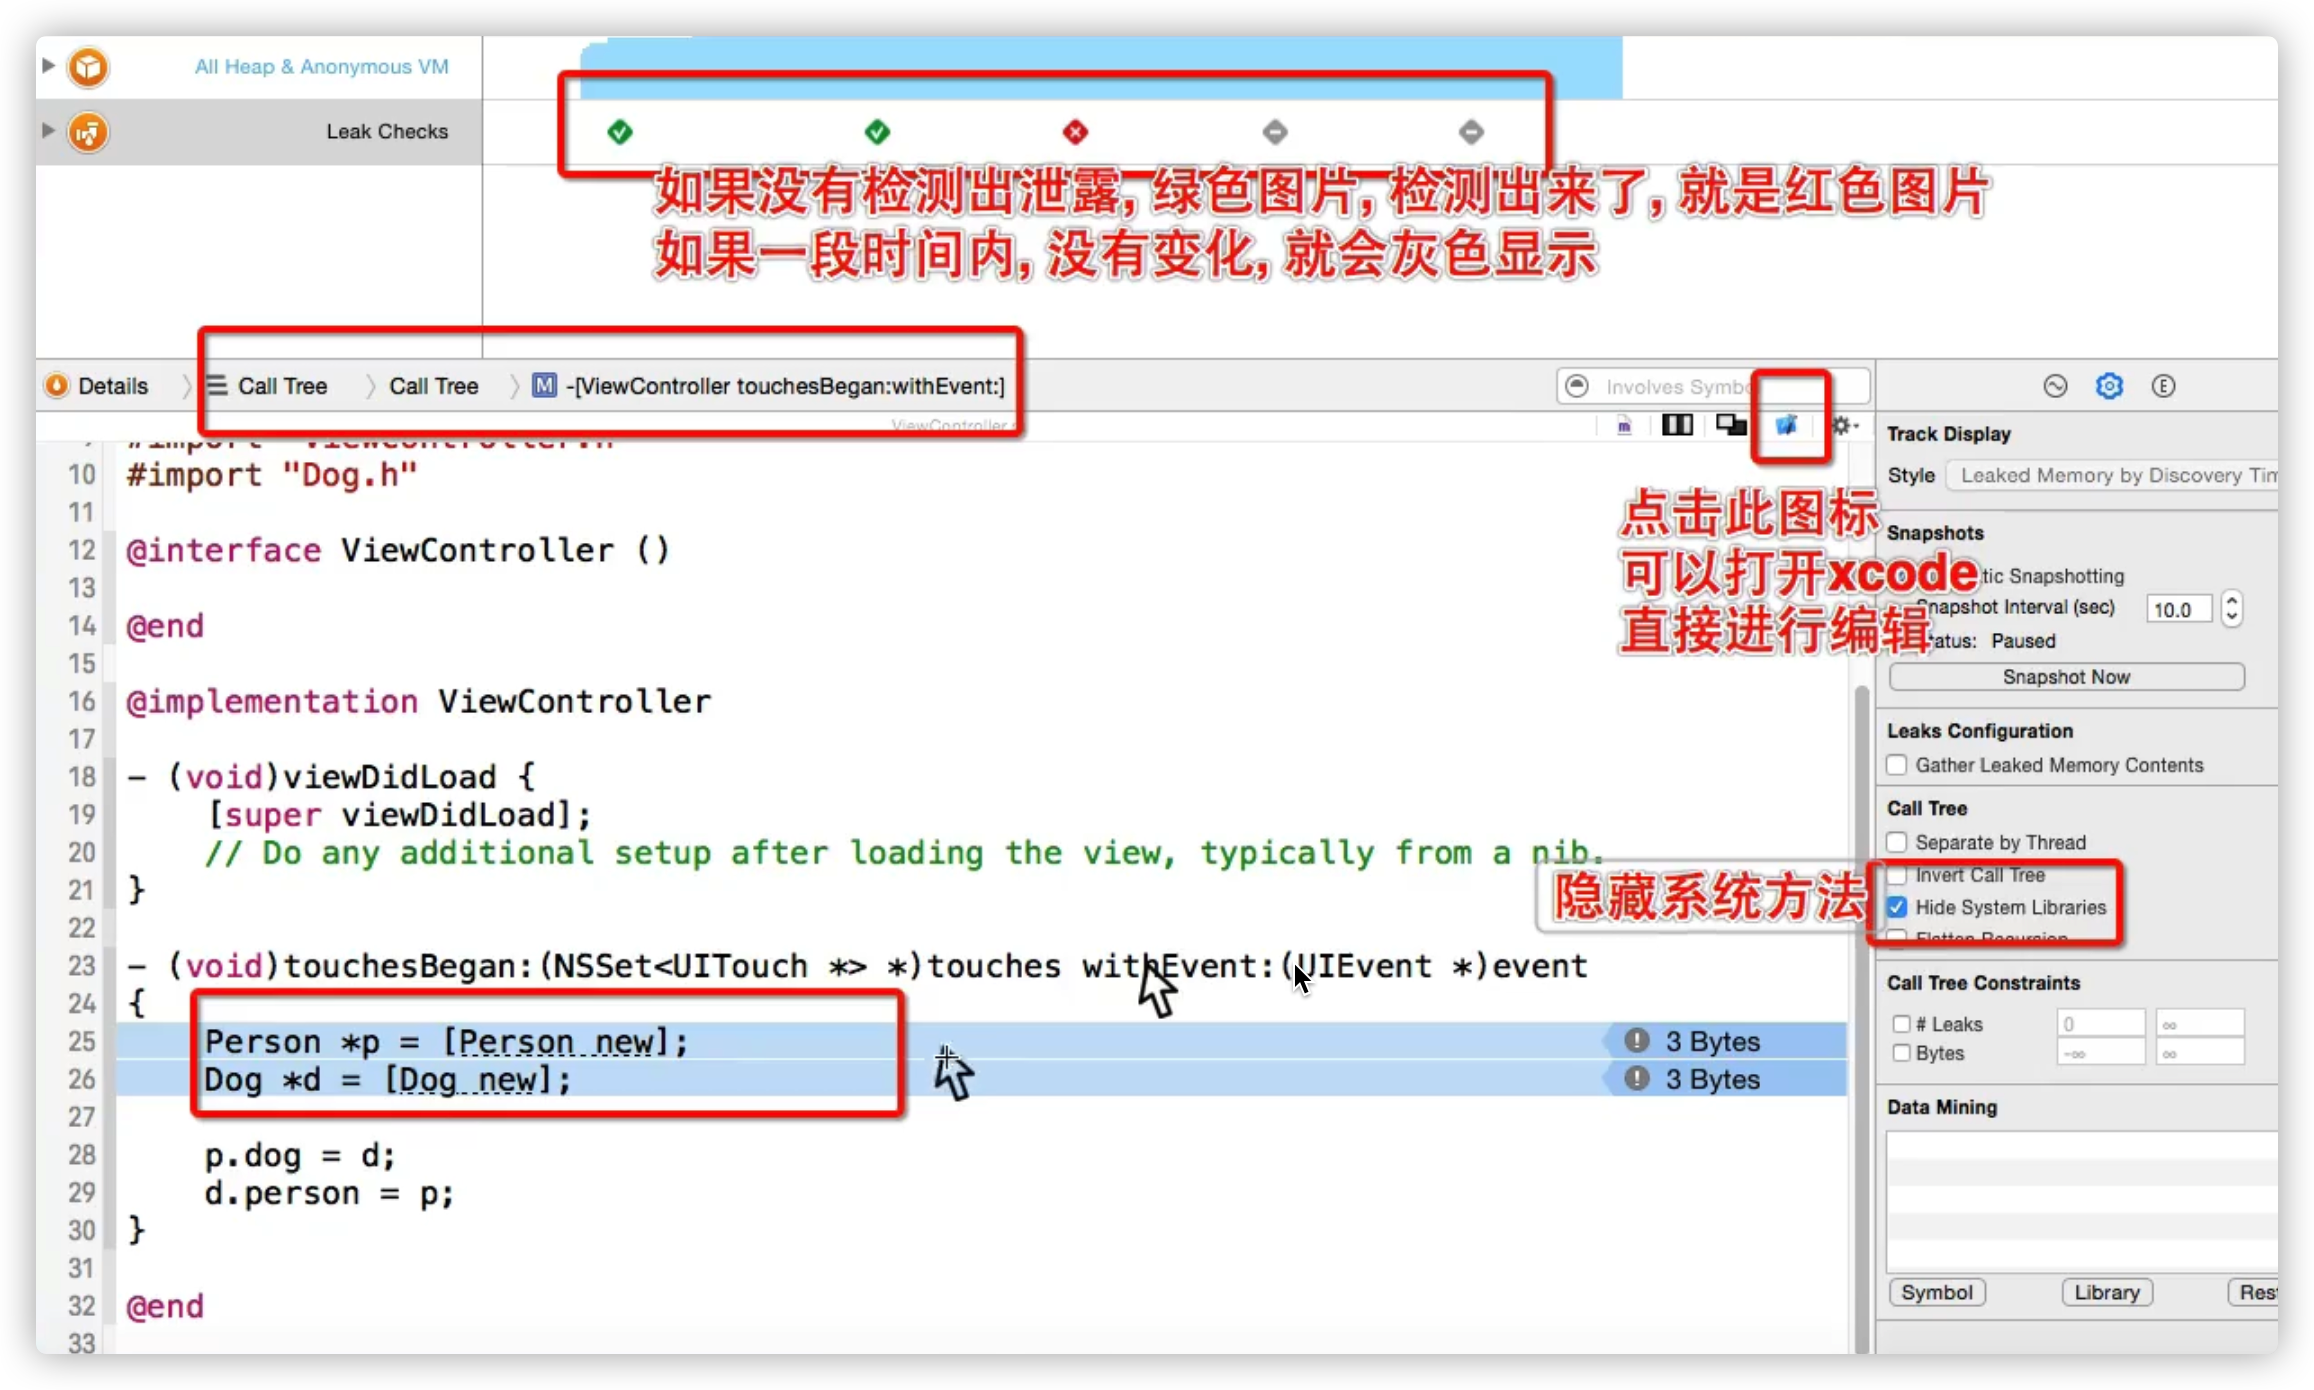 All Heap & Anonymous VM
Leak Checks
如果没有检测出泄露, 绿色图片, 检测出来了, 就是红色图片
如果一段时间内, 没有变化, 就会灰色显示
Details
Call Tree
Call Tree
M -[ViewController touchesBegan:withEvent:]
Involves Symbo
ViewController.
点击此图标
可以打开xcode
直接进行编辑
#import "ViewController.h"
10 #import "Dog.h"
11
12 @interface ViewController ()
13
14 @end
15
16 @implementation ViewController
17
18 - (void)viewDidLoad {
19 [super viewDidLoad];
20 // Do any additional setup after loading the view, typically from a nib.
21 }
22
23 - (void)touchesBegan:(NSSet<UITouch *> *)touches withEvent:(UIEvent *)event
24 {
25 Person *p = [Person new]; 3 Bytes
26 Dog *d = [Dog new]; 3 Bytes
27
28 p.dog = d;
29 d.person = p;
30 }
31
32 @end
33
隐藏系统方法
Track Display
Style Leaked Memory by Discovery Tim
Snapshots
tic Snapshotting
Snapshot Interval (sec) 10.0
atus: Paused
Snapshot Now
Leaks Configuration
Gather Leaked Memory Contents
Call Tree
Separate by Thread
Invert Call Tree
Hide System Libraries
Flatten Recursion
Call Tree Constraints
# Leaks 0 ∞
Bytes -∞ ∞
Data Mining
Symbol Library Res